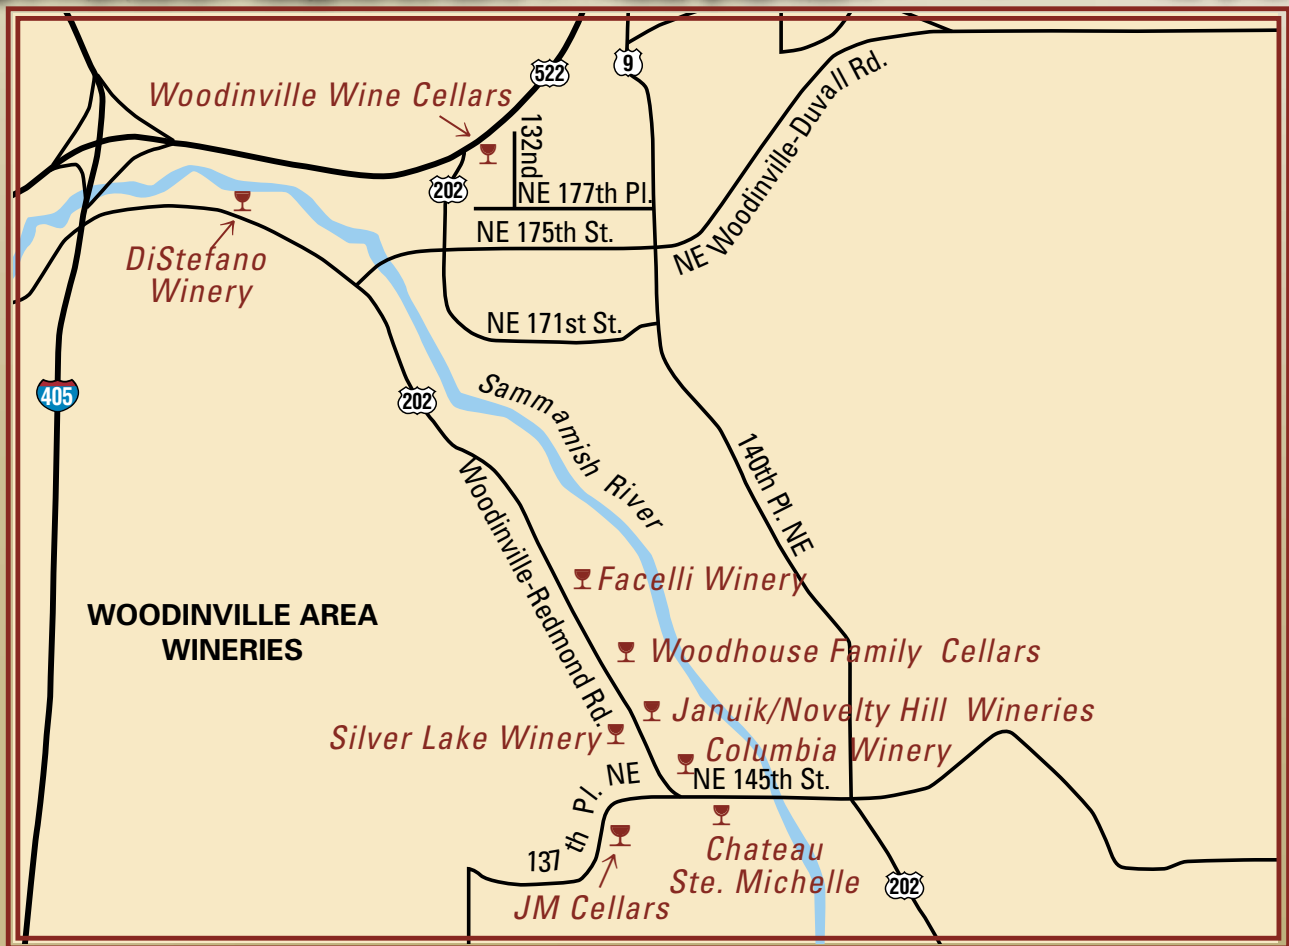 522
9
Woodinville Wine Cellars
132nd
NE Woodinville-Duvall Rd.
202
NE 177th Pl.
NE 175th St.
DiStefano
Winery
NE 171st St.
405
202
Sammamish River
140th Pl. NE
Woodinville-Redmond Rd.
Facelli Winery
WOODINVILLE AREA
WINERIES
Woodhouse Family Cellars
Januik/Novelty Hill Wineries
Silver Lake Winery
Columbia Winery
NE 145th St.
137th Pl. NE
Chateau
Ste. Michelle
202
JM Cellars